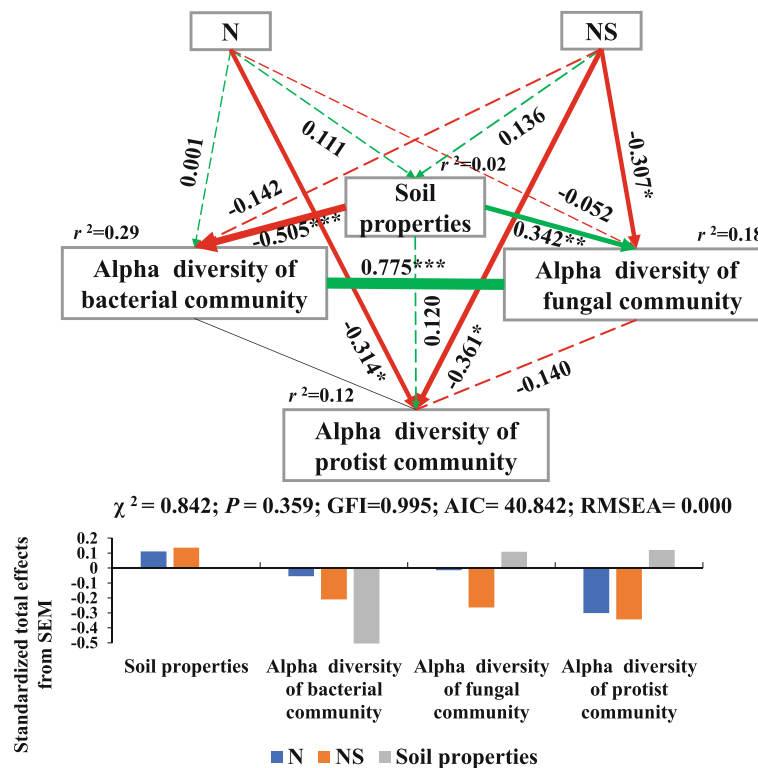 N
NS
0.001
0.111
0.136
-0.307*
-0.142
r²=0.02
-0.052
Soil
properties
r²=0.29
-0.505***
0.342**
r²=0.18
Alpha diversity of
bacterial community
0.775***
Alpha diversity of
fungal community
0.120
-0.314*
-0.361*
-0.140
r²=0.12
Alpha diversity of
protist community
χ² = 0.842; P = 0.359; GFI=0.995; AIC= 40.842; RMSEA= 0.000
Standardized total effects
from SEM
0.2
0.1
0
-0.1
-0.2
-0.3
-0.4
-0.5
Soil properties
Alpha diversity
of bacterial
community
Alpha diversity
of fungal
community
Alpha diversity
of protist
community
N
NS
Soil properties